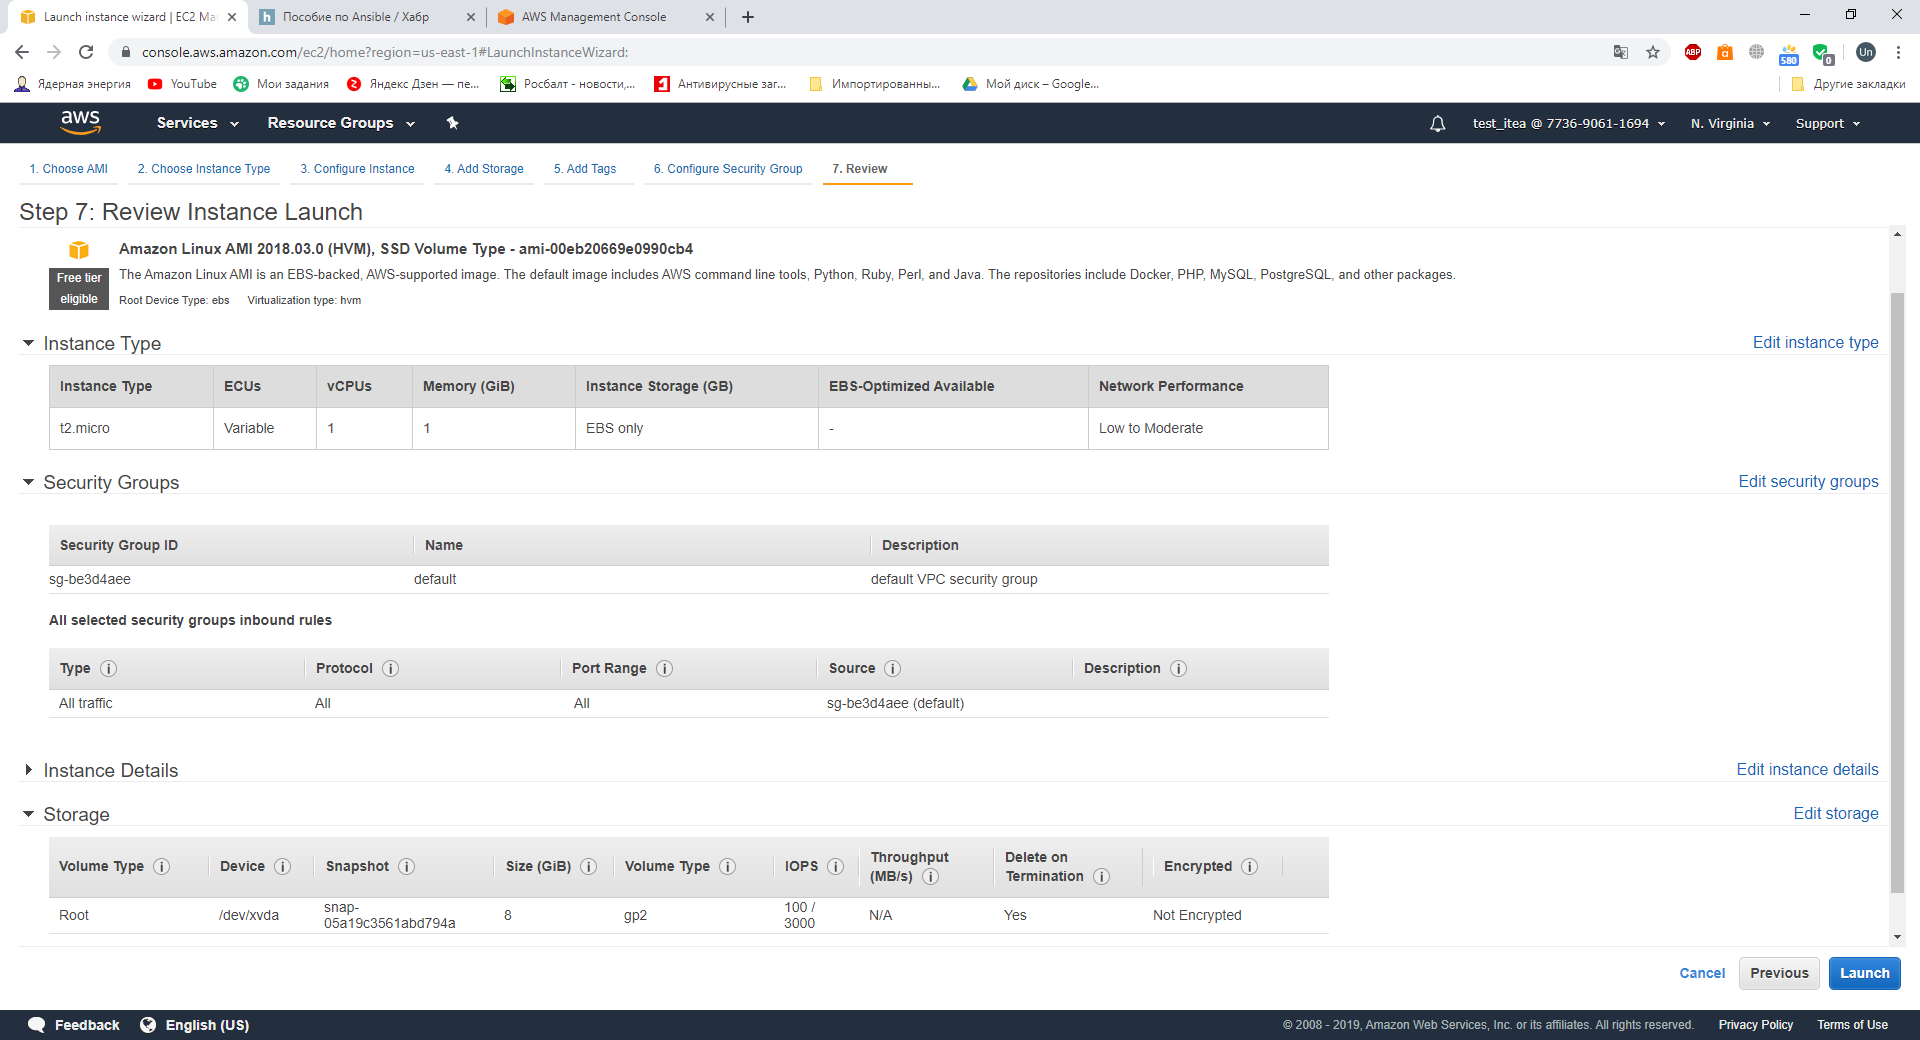 Launch instance wizard | EC2 Ma
Пособие по Ansible / Хабр
AWS Management Console
console.aws.amazon.com/ec2/home?region=us-east-1#LaunchInstanceWizard:
ABP
a
580
0
Un
Ядерная энергия
YouTube
Мои задания
Яндекс Дзен — пе...
Росбалт - новости,...
Антивирусные заг...
Импортированны...
Мой диск – Google...
Другие закладки
aws
Services
Resource Groups
test_itea @ 7736-9061-1694
N. Virginia
Support
1. Choose AMI
2. Choose Instance Type
3. Configure Instance
4. Add Storage
5. Add Tags
6. Configure Security Group
7. Review
Step 7: Review Instance Launch
Amazon Linux AMI 2018.03.0 (HVM), SSD Volume Type - ami-00eb20669e0990cb4
Free tier
eligible
The Amazon Linux AMI is an EBS-backed, AWS-supported image. The default image includes AWS command line tools, Python, Ruby, Perl, and Java. The repositories include Docker, PHP, MySQL, PostgreSQL, and other packages.
Root Device Type: ebs Virtualization type: hvm
Instance Type
Edit instance type
Instance Type ECUs vCPUs Memory (GiB) Instance Storage (GB) EBS-Optimized Available Network Performance
t2.micro Variable 1 1 EBS only - Low to Moderate
Security Groups
Edit security groups
Security Group ID Name Description
sg-be3d4aee default default VPC security group
All selected security groups inbound rules
Type Protocol Port Range Source Description
All traffic All All sg-be3d4aee (default)
Instance Details
Edit instance details
Storage
Edit storage
Volume Type Device Snapshot Size (GiB) Volume Type IOPS Throughput (MB/s) Delete on Termination Encrypted
Root /dev/xvda snap-05a19c3561abd794a 8 gp2 100 / 3000 N/A Yes Not Encrypted
Cancel
Previous
Launch
Feedback
English (US)
© 2008 - 2019, Amazon Web Services, Inc. or its affiliates. All rights reserved.
Privacy Policy
Terms of Use